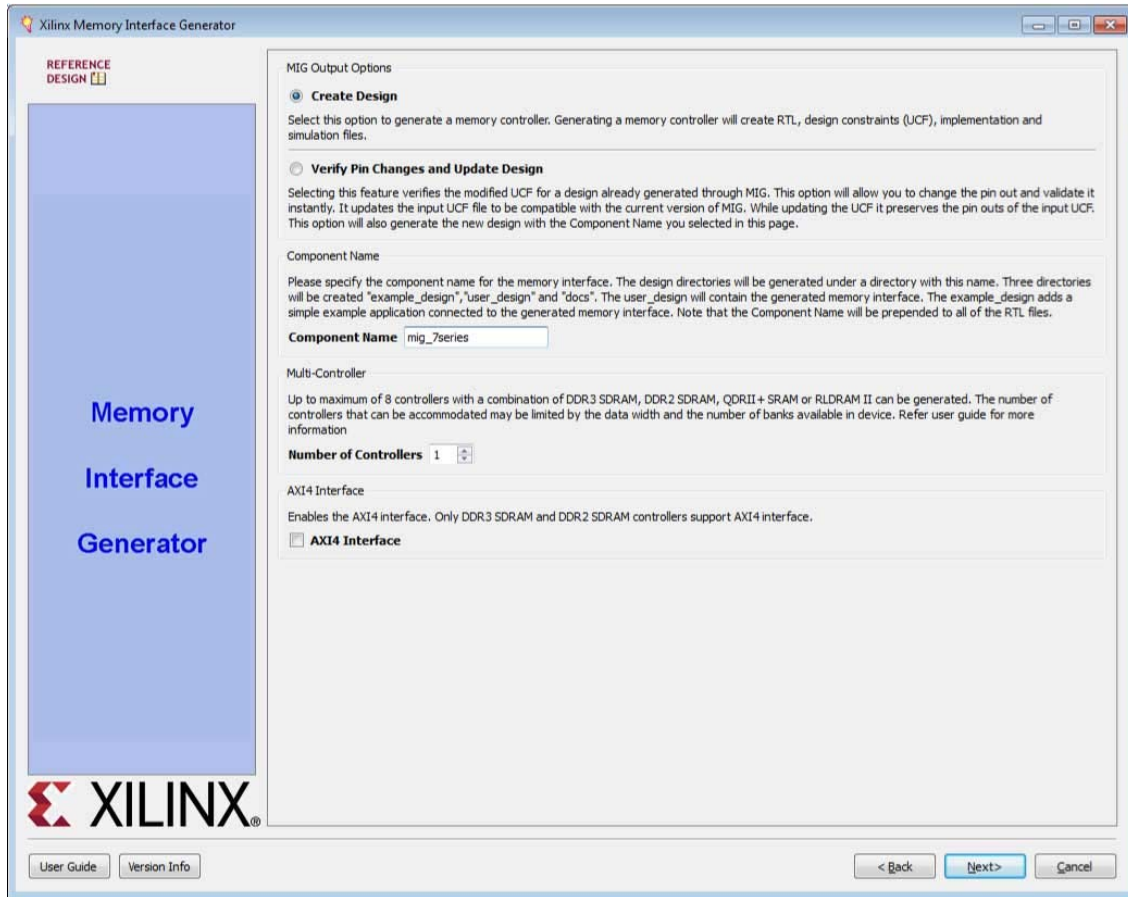 Xilinx Memory Interface Generator
REFERENCE
DESIGN
MIG Output Options
Create Design
Select this option to generate a memory controller. Generating a memory controller will create RTL, design constraints (UCF), implementation and
simulation files.
Verify Pin Changes and Update Design
Selecting this feature verifies the modified UCF for a design already generated through MIG. This option will allow you to change the pin out and validate it
instantly. It updates the input UCF file to be compatible with the current version of MIG. While updating the UCF it preserves the pin outs of the input UCF.
This option will also generate the new design with the Component Name you selected in this page.
Component Name
Please specify the component name for the memory interface. The design directories will be generated under a directory with this name. Three directories
will be created "example_design","user_design" and "docs". The user_design will contain the generated memory interface. The example_design adds a
simple example application connected to the generated memory interface. Note that the Component Name will be prepended to all of the RTL files.
Component Name mig_7series
Multi-Controller
Up to maximum of 8 controllers with a combination of DDR3 SDRAM, DDR2 SDRAM, QDRII+ SRAM or RLDRAM II can be generated. The number of
controllers that can be accommodated may be limited by the data width and the number of banks available in device. Refer user guide for more
information
Number of Controllers 1
AXI4 Interface
Enables the AXI4 interface. Only DDR3 SDRAM and DDR2 SDRAM controllers support AXI4 interface.
AXI4 Interface
Memory
Interface
Generator
XILINX®
User Guide
Version Info
< Back
Next>
Cancel